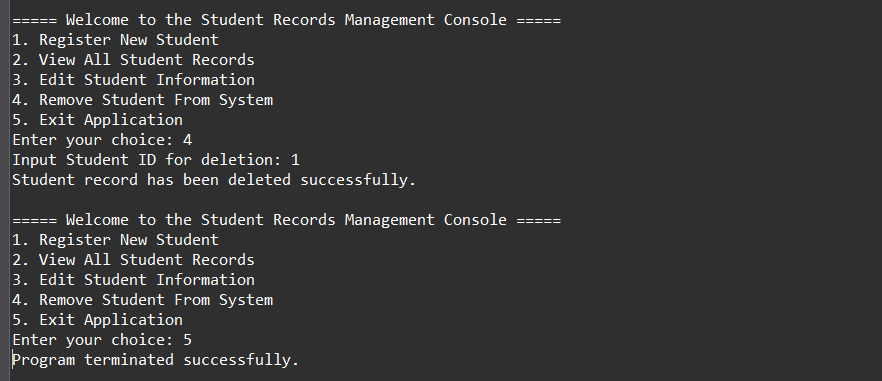 ===== Welcome to the Student Records Management Console =====
1. Register New Student
2. View All Student Records
3. Edit Student Information
4. Remove Student From System
5. Exit Application
Enter your choice: 4
Input Student ID for deletion: 1
Student record has been deleted successfully.

===== Welcome to the Student Records Management Console =====
1. Register New Student
2. View All Student Records
3. Edit Student Information
4. Remove Student From System
5. Exit Application
Enter your choice: 5
Program terminated successfully.